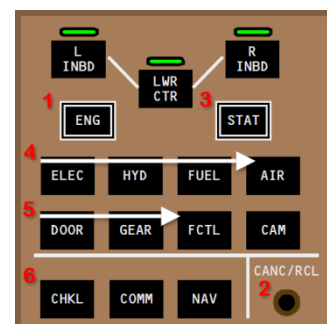 L
INBD
R
INBD
LWR
CTR
1
3
ENG
STAT
4
ELEC HYD FUEL AIR
5
DOOR GEAR FCTL CAM
6
CANC/RCL
2
CHKL COMM NAV